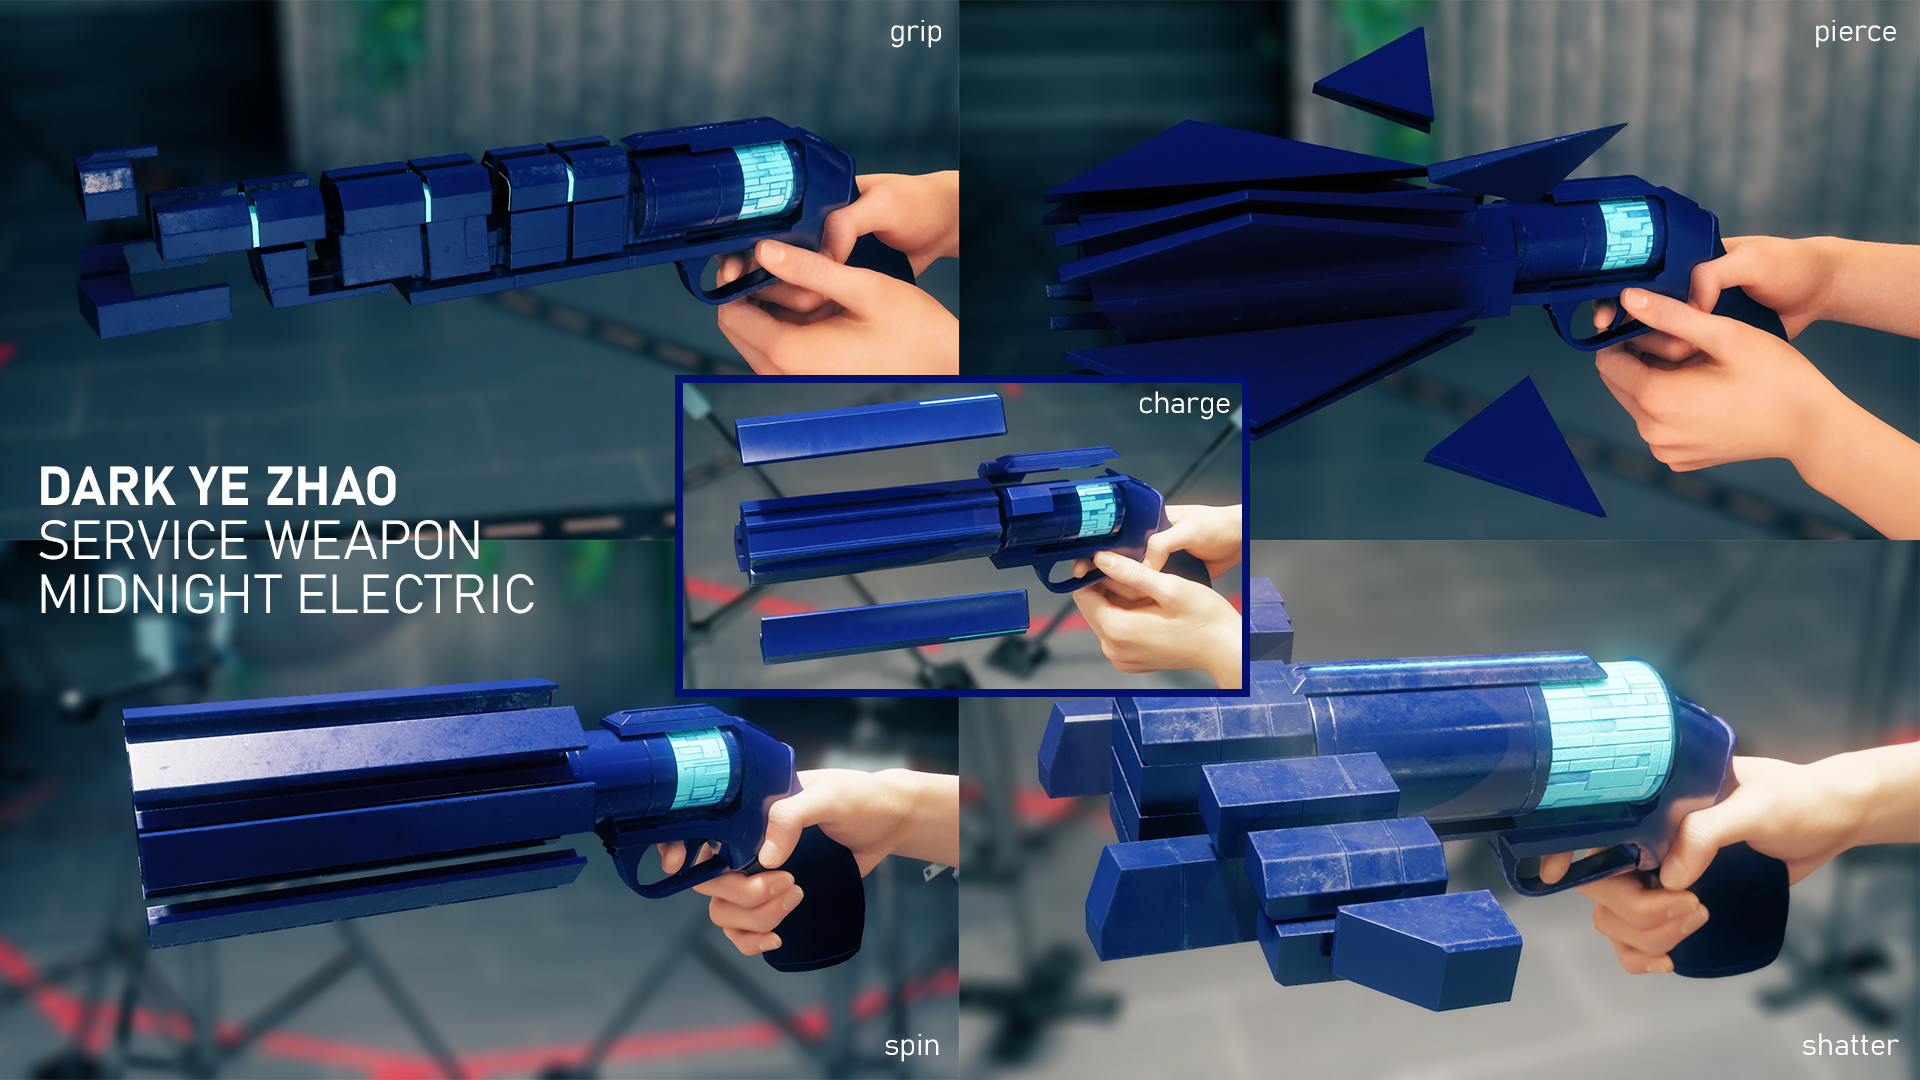 grip
pierce
charge
DARK YE ZHAO
SERVICE WEAPON
MIDNIGHT ELECTRIC
spin
shatter